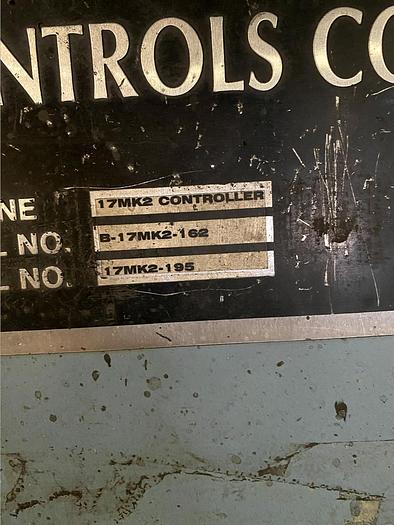 NTROLS CO
NE 17MK2 CONTROLLER
L NO. B-17MK2-162
L NO. 17MK2-195